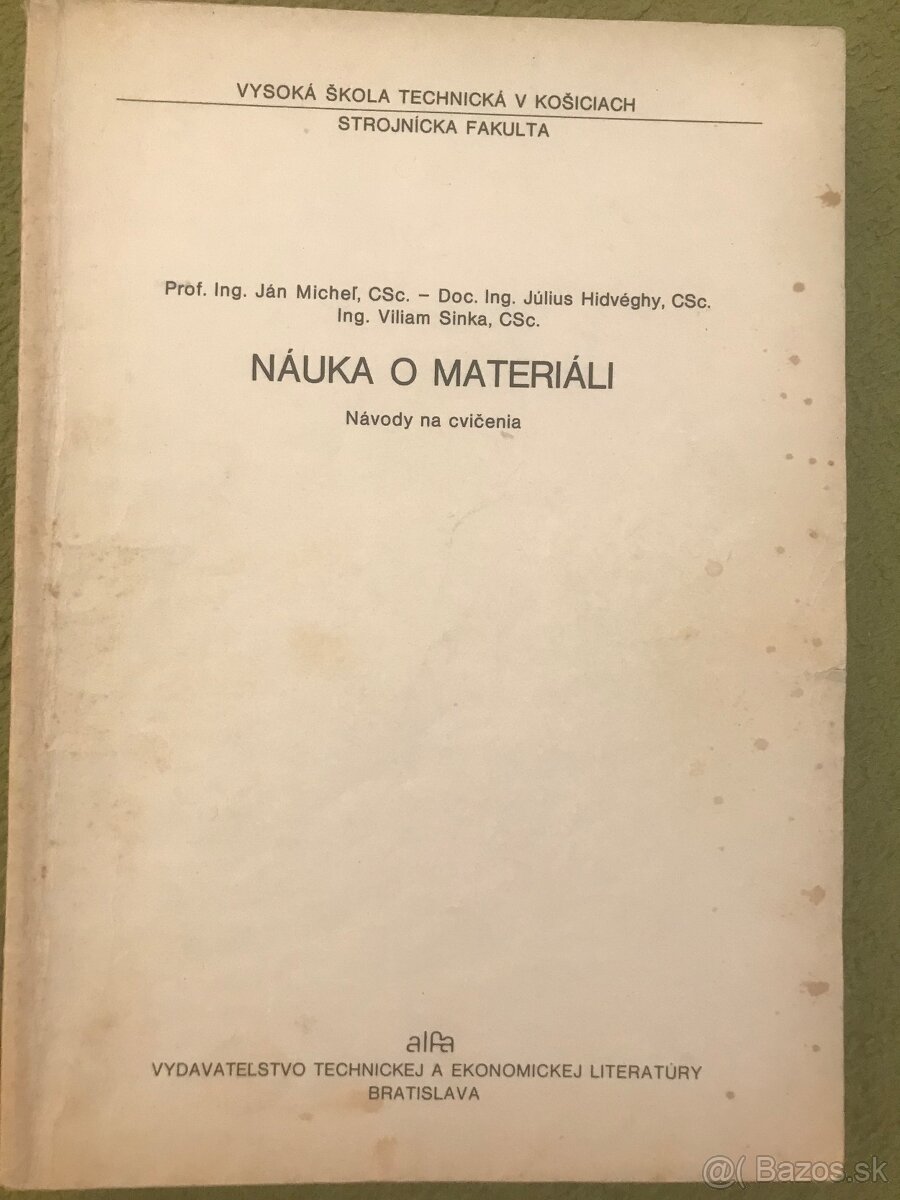 VYSOKÁ ŠKOLA TECHNICKÁ V KOŠICIACH
STROJNÍCKA FAKULTA
Prof. Ing. Ján Micheľ, CSc. – Doc. Ing. Július Hidvéghy, CSc.
Ing. Viliam Sinka, CSc.
NÁUKA O MATERIÁLI
Návody na cvičenia
alfa
VYDAVATEĽSTVO TECHNICKEJ A EKONOMICKEJ LITERATÚRY
BRATISLAVA
@( Bazos.sk